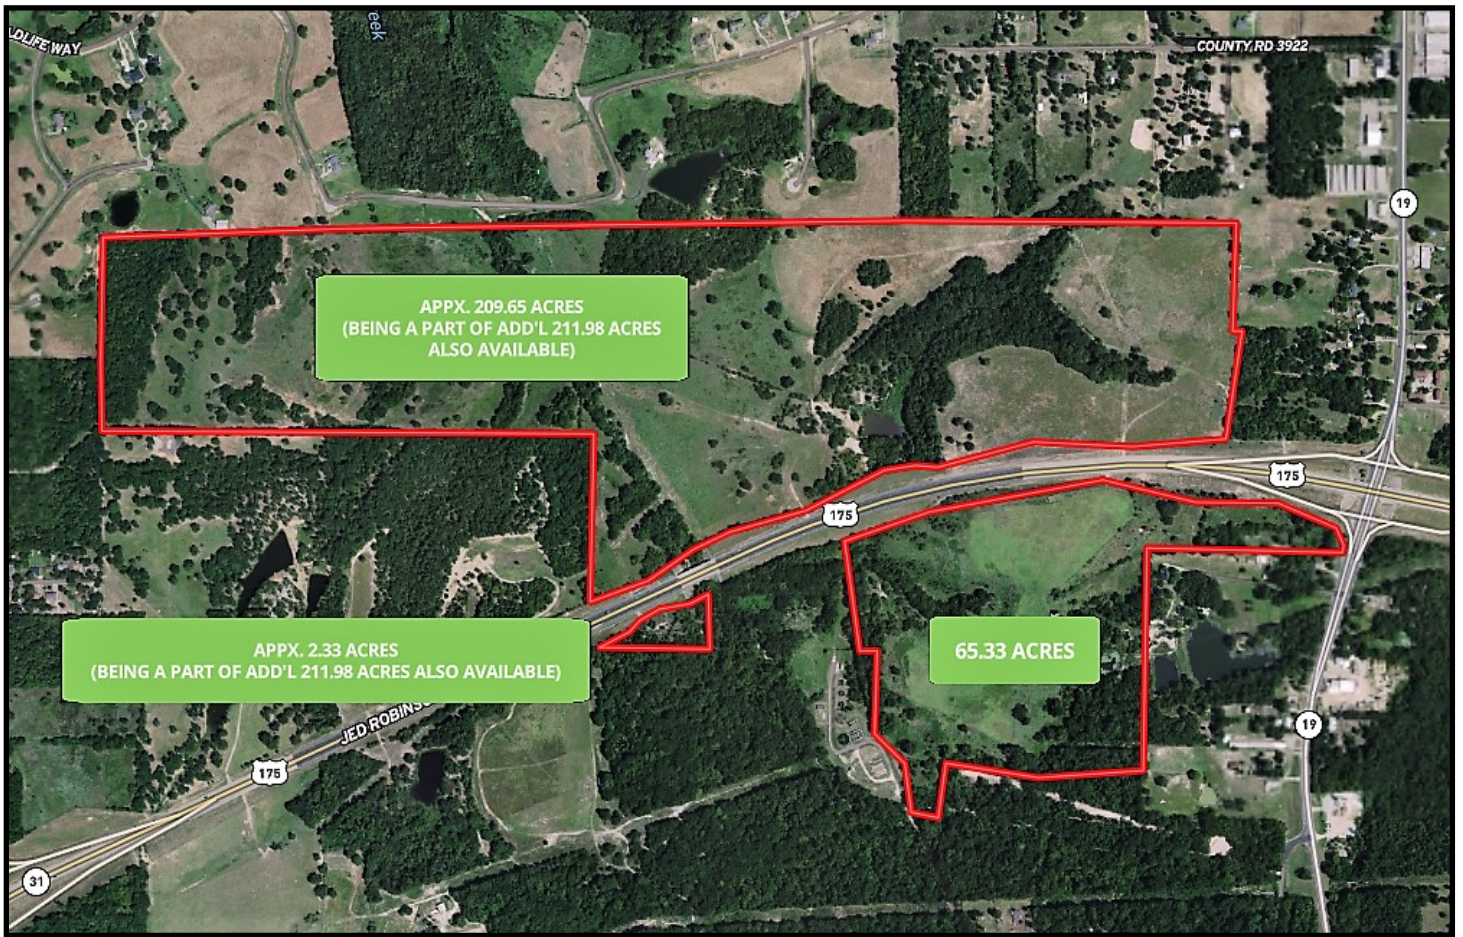 LDLIFE WAY
eek
COUNTY RD 3922
19
APPX. 209.65 ACRES
(BEING A PART OF ADD'L 211.98 ACRES
ALSO AVAILABLE)
175
175
APPX. 2.33 ACRES
(BEING A PART OF ADD'L 211.98 ACRES ALSO AVAILABLE)
65.33 ACRES
JED ROBINS
19
175
31